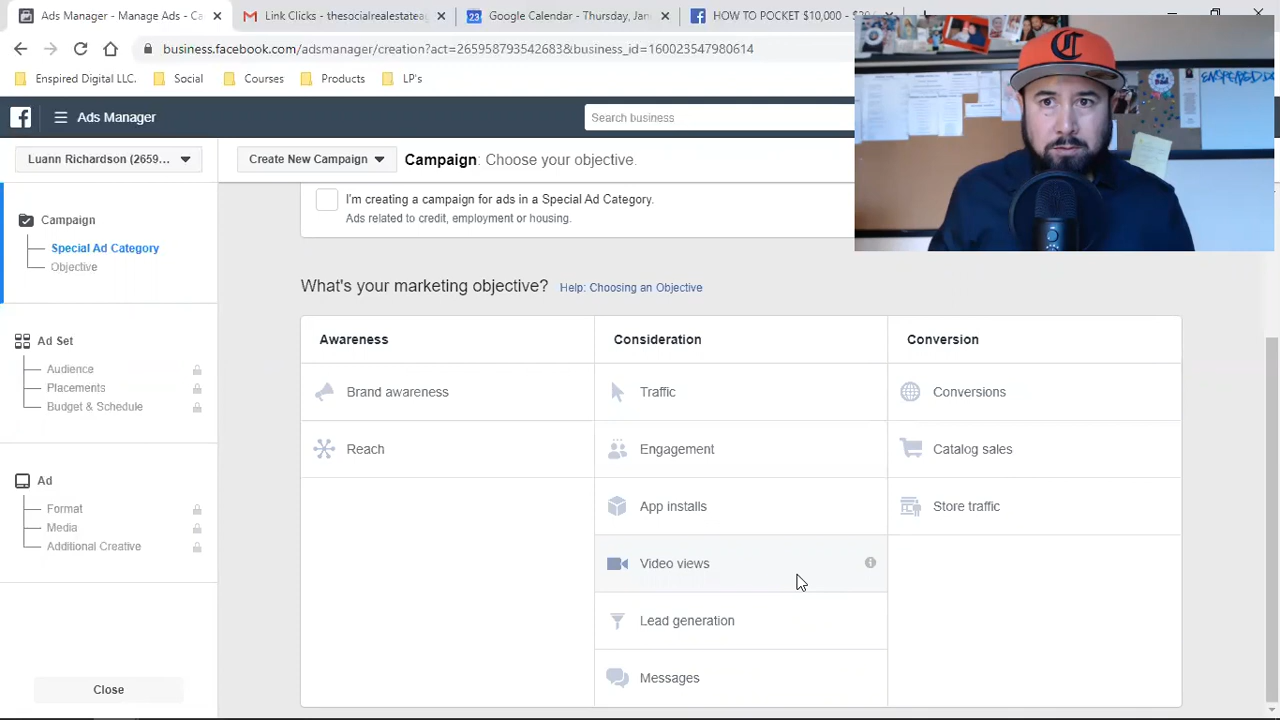 Ads Manager - Manage Ads - Ca
Link Clicks - thespoatrealestates
23 Google Calendar - Thursday, Jan
HOW TO POCKET $10,000 -
business.facebook.com/adsmanager/creation?act=265958793542683&business_id=160023547980614
Enspired Digital LLC.
Social
Courses
Products
LP's
Ads Manager
Search business
Luann Richardson (2659...
Create New Campaign
Campaign: Choose your objective.
Campaign
Special Ad Category
Objective
Ad Set
Audience
Placements
Budget & Schedule
Ad
Format
Media
Additional Creative
Close
I'm creating a campaign for ads in a Special Ad Category.
Ads related to credit, employment or housing.
What's your marketing objective? Help: Choosing an Objective
Awareness
Brand awareness
Reach
Consideration
Traffic
Engagement
App installs
Video views
Lead generation
Messages
Conversion
Conversions
Catalog sales
Store traffic
C